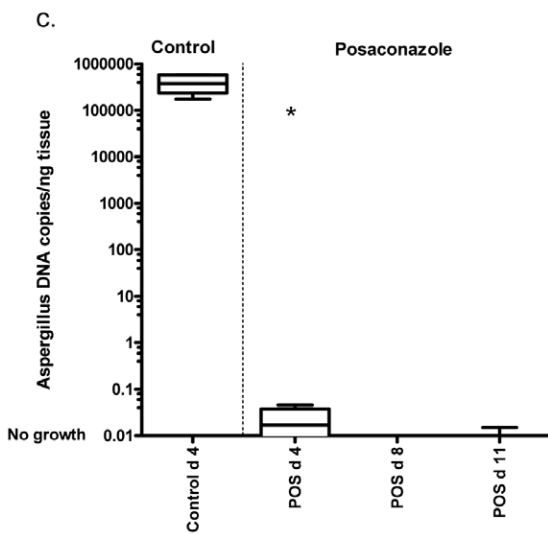 c.
Control
Posaconazole
Aspergillus DNA copies/ng tissue
1000000
100000
10000
1000
100
10
1
0.1
No growth 0.01
*
Control d 4
POS d 4
POS d 8
POS d 11